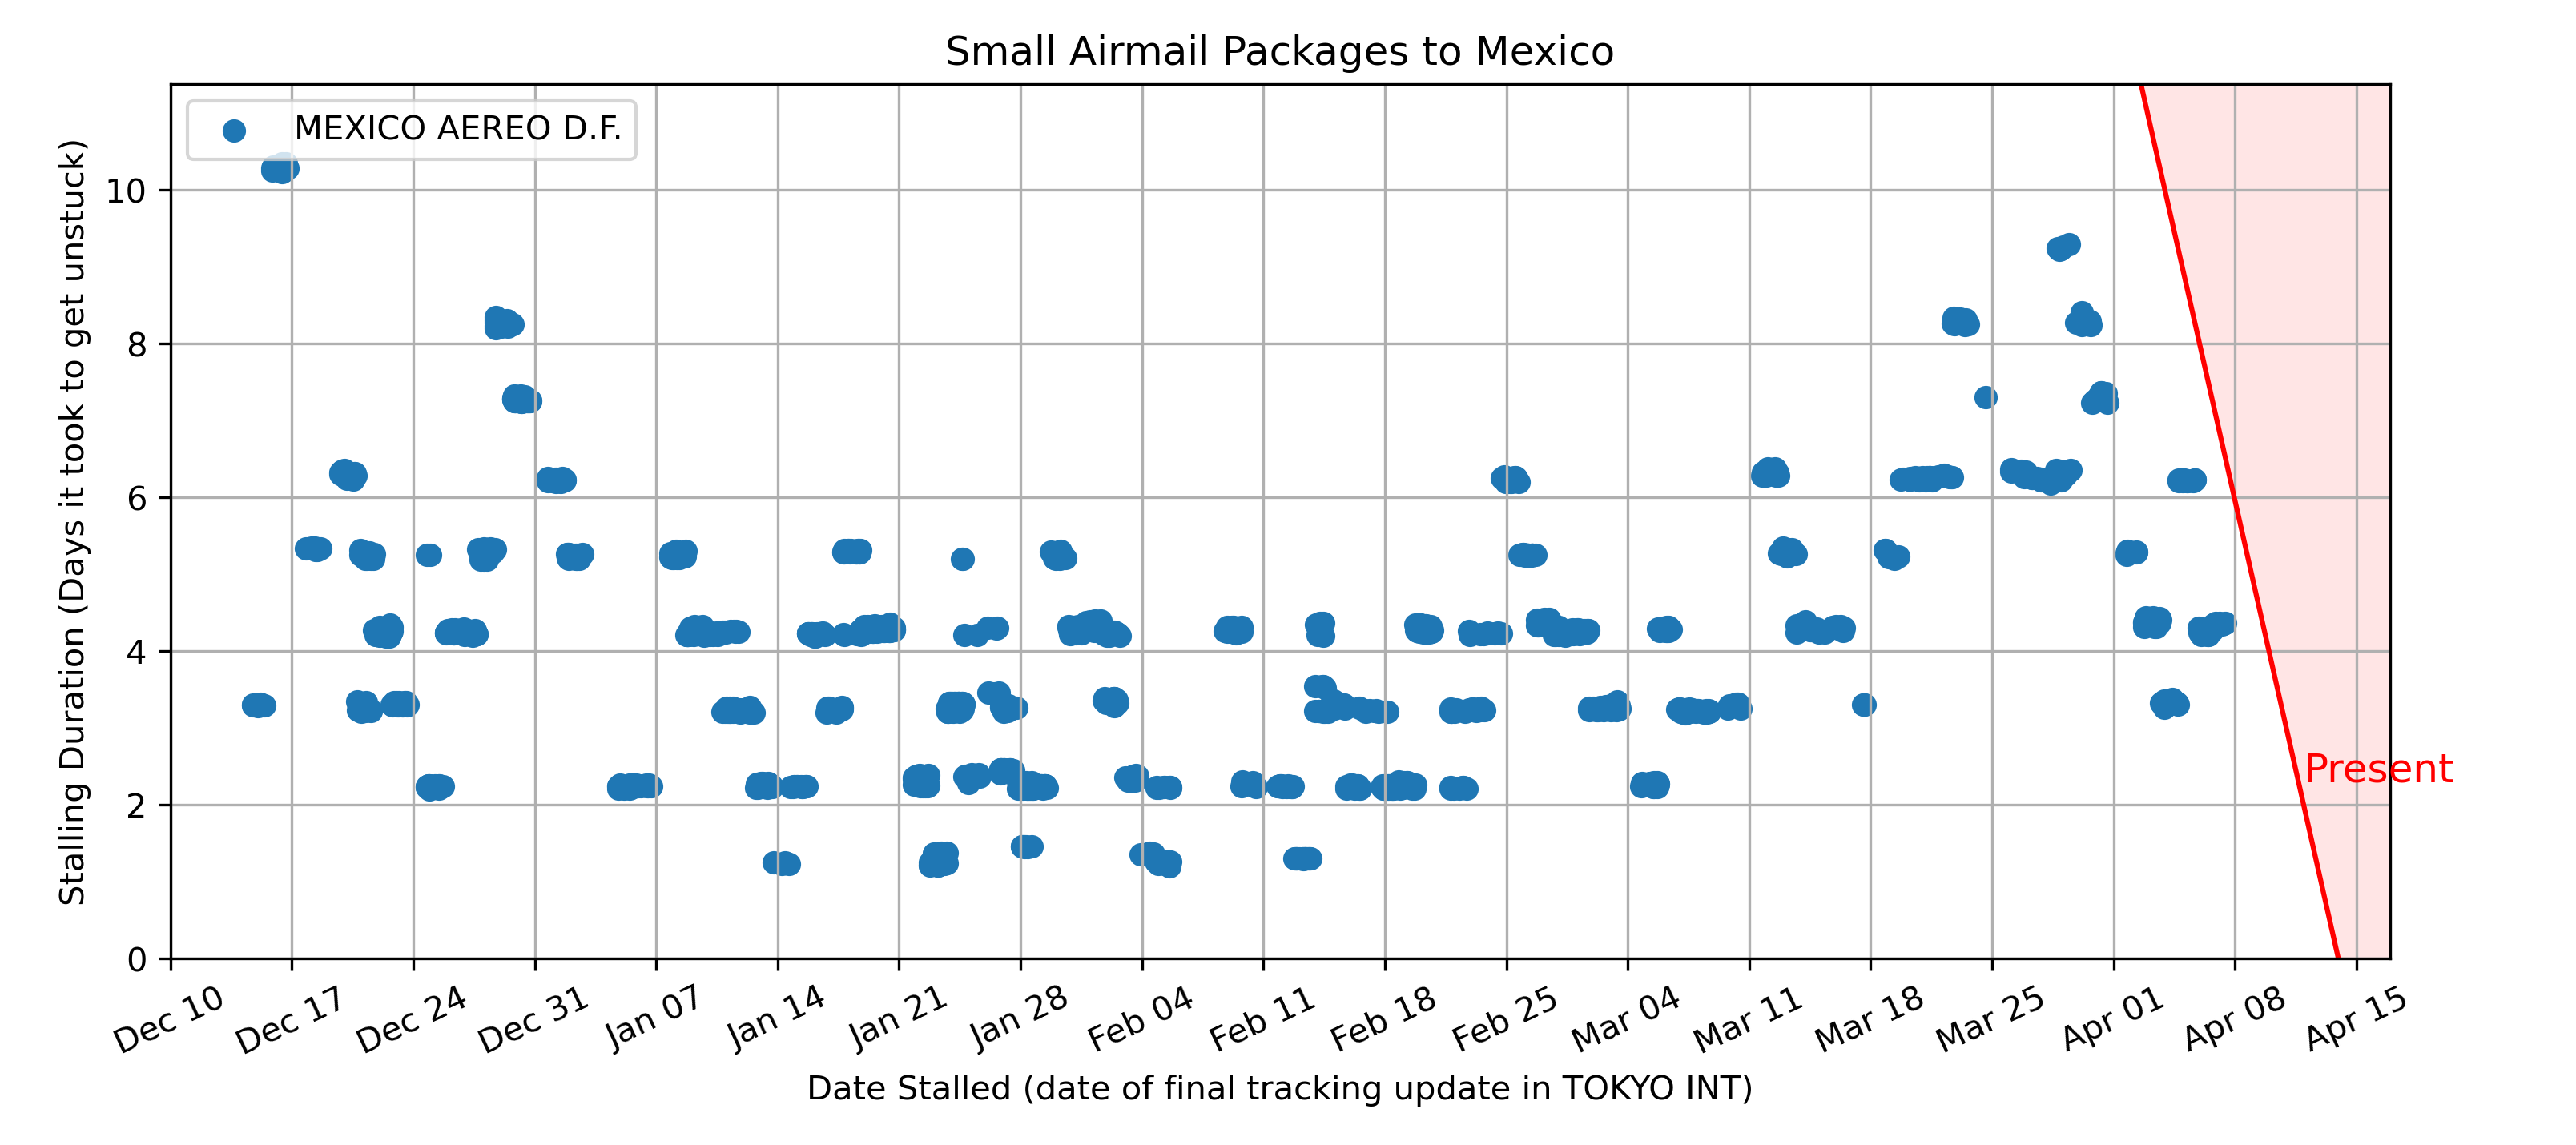 Small Airmail Packages to Mexico
MEXICO AEREO D.F.
Stalling Duration (Days it took to get unstuck)
10
8
6
4
2
0
Present
Dec 10
Dec 17
Dec 24
Dec 31
Jan 07
Jan 14
Jan 21
Jan 28
Feb 04
Feb 11
Feb 18
Feb 25
Mar 04
Mar 11
Mar 18
Mar 25
Apr 01
Apr 08
Apr 15
Date Stalled (date of final tracking update in TOKYO INT)